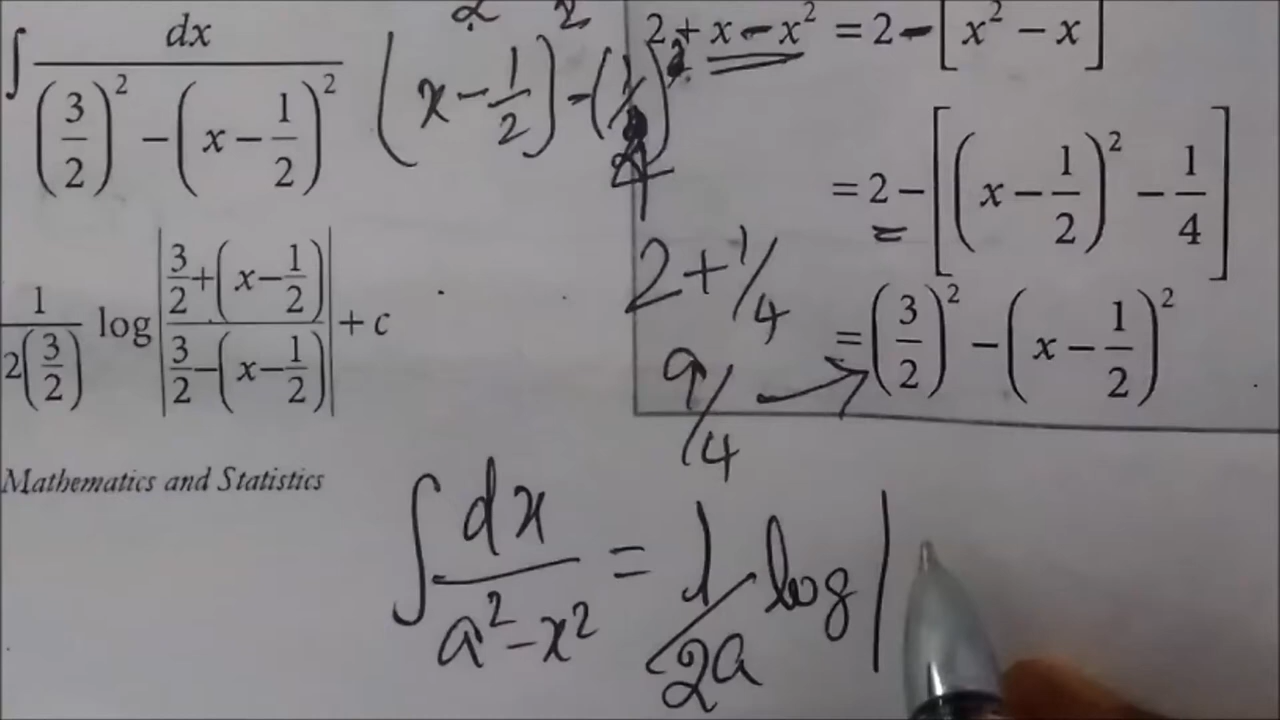 ∫ dx / ((3/2)² − (x − 1/2)²)
(x − 1/2)² − (1/4)
2 + x − x² = 2 − [x² − x]
= 2 − [(x − 1/2)² − 1/4]
2 + 1/4
= (3/2)² − (x − 1/2)²
9/4
1 / 2(3/2) log | (3/2 + (x − 1/2)) / (3/2 − (x − 1/2)) | + c
Mathematics and Statistics
∫ dx / (a² − x²) = 1/2a log |